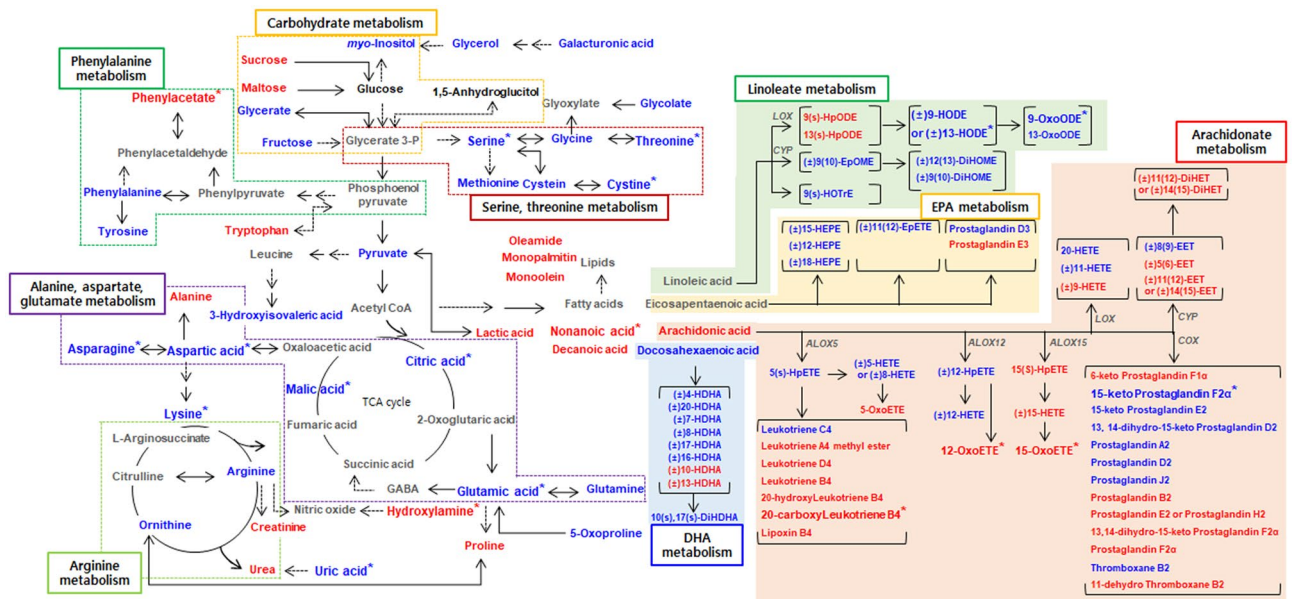 Carbohydrate metabolism
myo-Inositol
Glycerol
Galacturonic acid
Sucrose
Phenylalanine
metabolism
Maltose
Glucose
1,5-Anhydroglucitol
Phenylacetate*
Glycerate
Glyoxylate
Glycolate
Fructose
Glycerate 3-P
Serine*
Glycine
Threonine*
Phenylacetaldehyde
Methionine
Cystein
Cystine*
Phenylalanine
Phenylpyruvate
Phosphoenol
pyruvate
Serine, threonine metabolism
Tyrosine
Tryptophan
Leucine
Pyruvate
Oleamide
Monopalmitin
Monoolein
Lipids
Fatty acids
Alanine, aspartate,
glutamate metabolism
Alanine
Acetyl CoA
3-Hydroxyisovaleric acid
Lactic acid
Nonanoic acid*
Decanoic acid
Asparagine*
Aspartic acid*
Oxaloacetic acid
Citric acid*
Malic acid*
TCA cycle
Lysine*
Fumaric acid
2-Oxoglutaric acid
L-Arginosuccinate
Succinic acid
Citrulline
Arginine
GABA
Glutamic acid*
Glutamine
Nitric oxide
Hydroxylamine*
Ornithine
Creatinine
5-Oxoproline
Proline
Arginine
metabolism
Urea
Uric acid*
Linoleate metabolism
LOX
9(s)-HpODE
13(s)-HpODE
(±)9-HODE
or (±)13-HODE*
9-OxoODE*
13-OxoODE
CYP
(±)9(10)-EpOME
(±)12(13)-DiHOME
(±)9(10)-DiHOME
9(s)-HOTrE
Linoleic acid
EPA metabolism
(±)15-HEPE
(±)12-HEPE
(±)18-HEPE
(±)11(12)-EpETE
Prostaglandin D3
Prostaglandin E3
Eicosapentaenoic acid
Arachidonate
metabolism
(±)11(12)-DiHET
or (±)14(15)-DiHET
20-HETE
(±)11-HETE
(±)9-HETE
(±)8(9)-EET
(±)5(6)-EET
(±)11(12)-EET
or (±)14(15)-EET
LOX
CYP
Arachidonic acid
ALOX5
ALOX12
ALOX15
COX
5(s)-HpETE
(±)5-HETE
or (±)8-HETE
(±)12-HpETE
15(S)-HpETE
5-OxoETE
(±)12-HETE
(±)15-HETE
12-OxoETE*
15-OxoETE*
Leukotriene C4
Leukotriene A4 methyl ester
Leukotriene D4
Leukotriene B4
20-hydroxyLeukotriene B4
20-carboxyLeukotriene B4*
Lipoxin B4
6-keto Prostaglandin F1α
15-keto Prostaglandin F2α*
15-keto Prostaglandin E2
13, 14-dihydro-15-keto Prostaglandin D2
Prostaglandin A2
Prostaglandin D2
Prostaglandin J2
Prostaglandin B2
Prostaglandin E2 or Prostaglandin H2
13,14-dihydro-15-keto Prostaglandin F2α
Prostaglandin F2α
Thromboxane B2
11-dehydro Thromboxane B2
Docosahexaenoic acid
(±)4-HDHA
(±)20-HDHA
(±)7-HDHA
(±)8-HDHA
(±)17-HDHA
(±)16-HDHA
(±)10-HDHA
(±)13-HDHA
10(s),17(s)-DiHDHA
DHA
metabolism